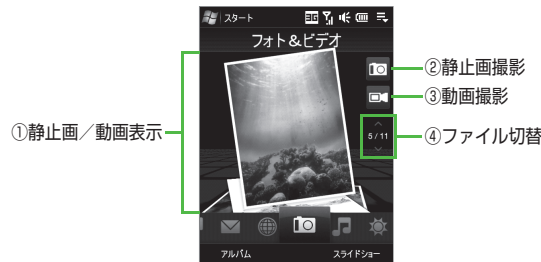 スタート
フォト&ビデオ
②静止画撮影
③動画撮影
①静止画／動画表示
5 / 11
④ファイル切替
アルバム
スライドショー